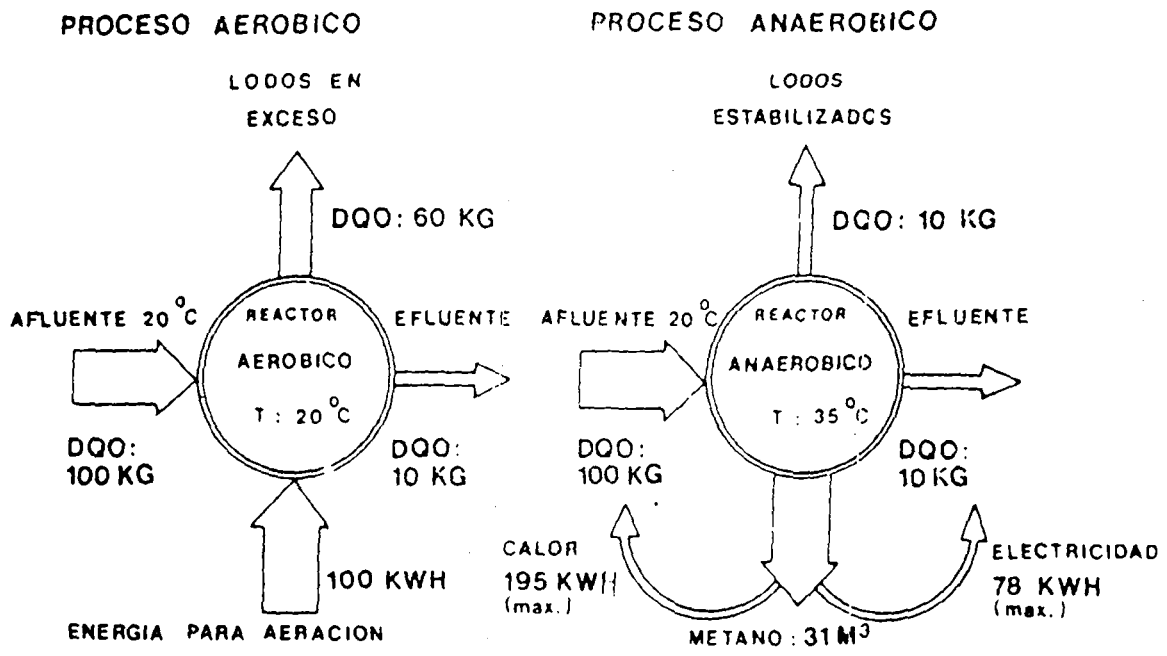 PROCESO AEROBICO
LODOS EN
EXCESO
DQO: 60 KG
AFLUENTE 20 °C
REACTOR
AEROBICO
T : 20 °C
EFLUENTE
DQO:
100 KG
DQO:
10 KG
100 KWH
ENERGIA PARA AERACION
PROCESO ANAEROBICO
LODOS
ESTABILIZADOS
DQO: 10 KG
AFLUENTE 20 °C
REACTOR
ANAEROBICO
T : 35 °C
EFLUENTE
DQO:
100 KG
DQO:
10 KG
CALOR
195 KWH
(max.)
ELECTRICIDAD
78 KWH
(max.)
METANO : 31 M³